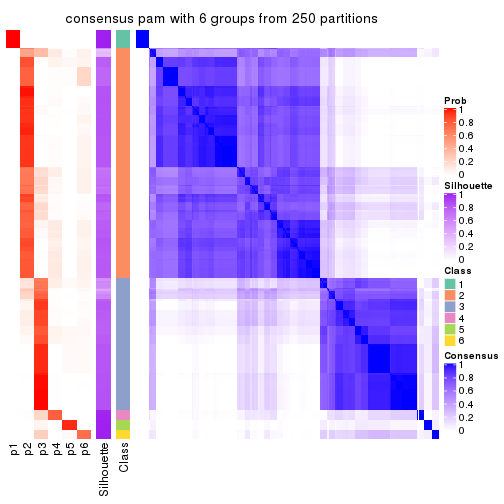 consensus pam with 6 groups from 250 partitions
Prob
1
0.8
0.6
0.4
0.2
0
Silhouette
1
0.8
0.6
0.4
0.2
0
Class
1
2
3
4
5
6
Consensus
1
0.8
0.6
0.4
0.2
0
p1
p2
p3
p4
p5
p6
Silhouette
Class